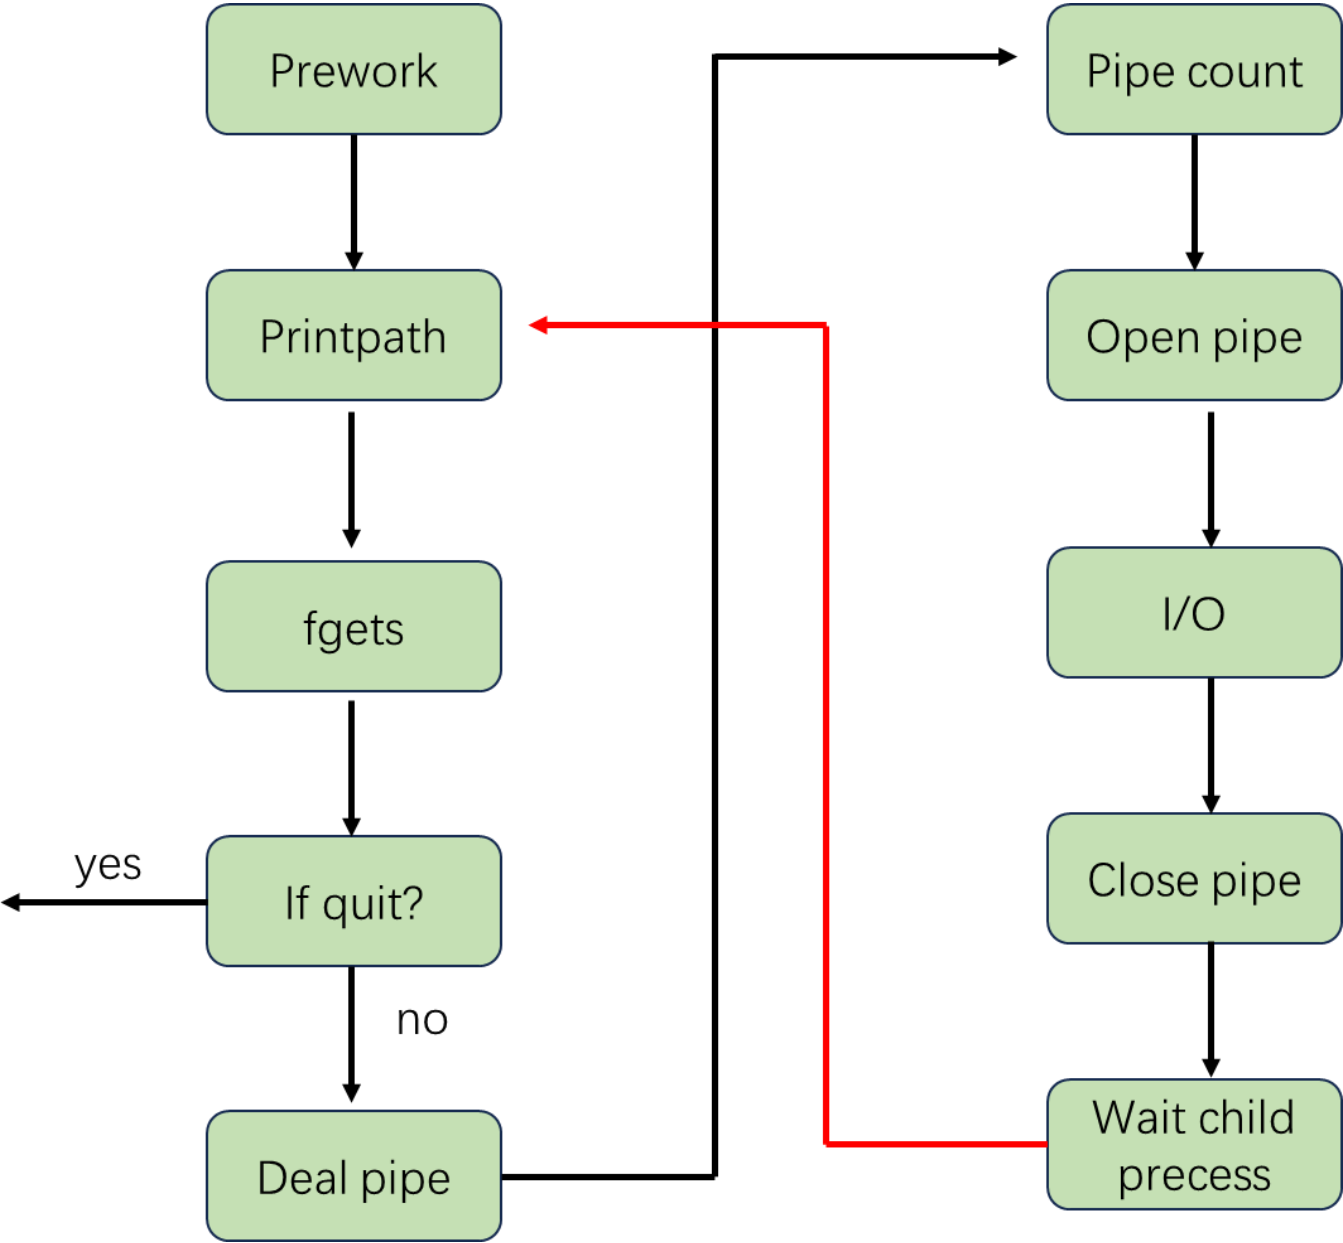 Prework
Printpath
fgets
If quit?
yes
no
Deal pipe
Pipe count
Open pipe
I/O
Close pipe
Wait child
precess